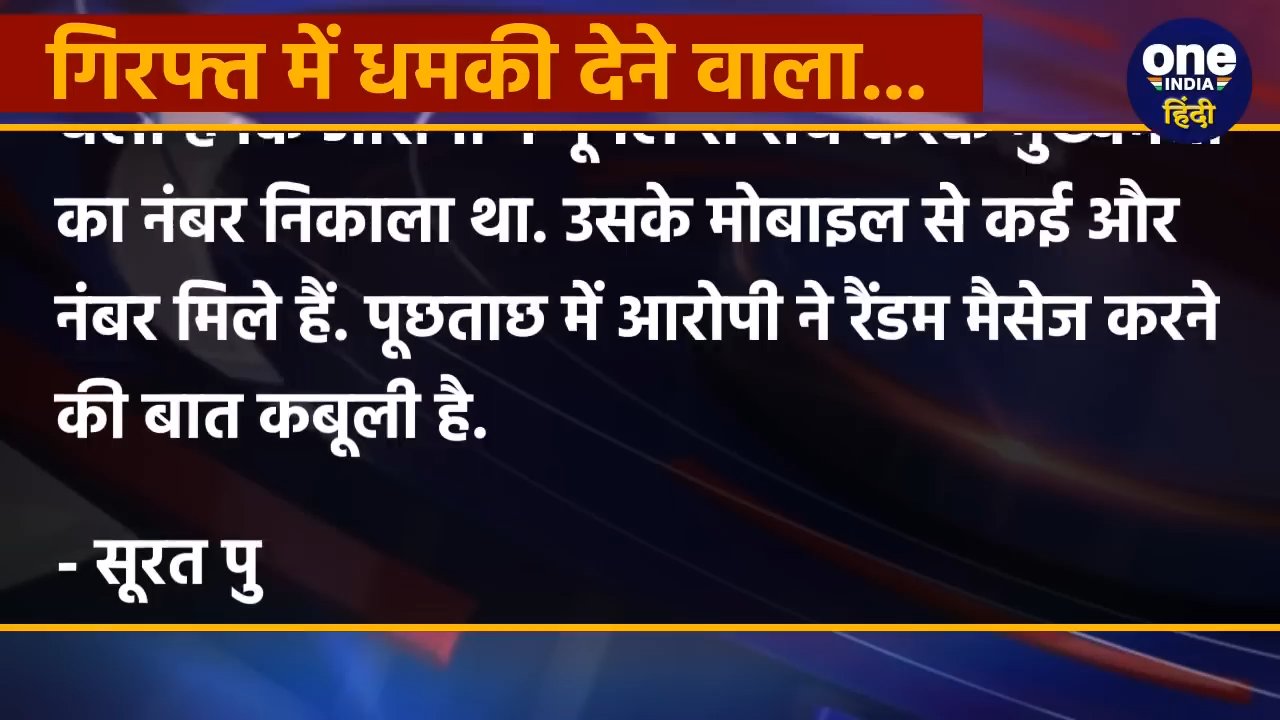 गिरफ्त में धमकी देने वाला...
one
INDIA
हिंदी
का नंबर निकाला था. उसके मोबाइल से कई और
नंबर मिले हैं. पूछताछ में आरोपी ने रैंडम मैसेज करने
की बात कबूली है.
- सूरत पु